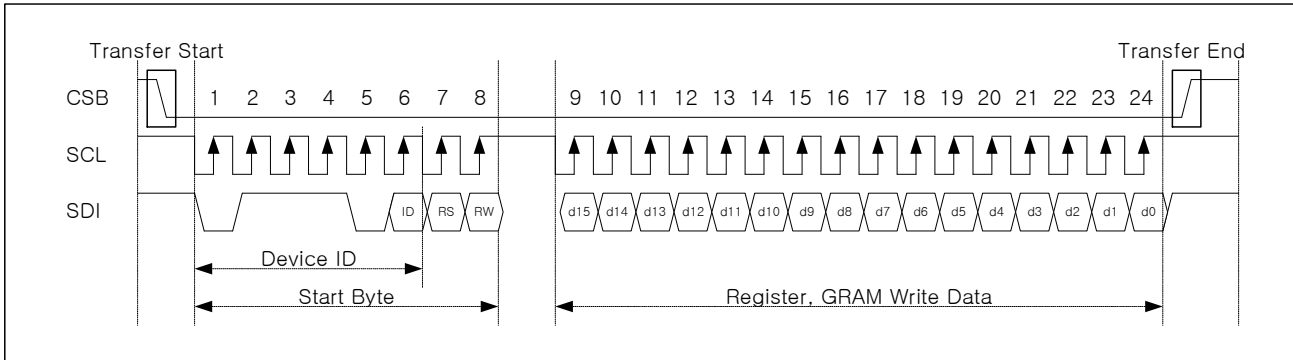 Transfer Start
Transfer End
CSB
1 2 3 4 5 6 7 8 9 10 11 12 13 14 15 16 17 18 19 20 21 22 23 24
SCL
SDI
ID RS RW d15 d14 d13 d12 d11 d10 d9 d8 d7 d6 d5 d4 d3 d2 d1 d0
Device ID
Start Byte
Register, GRAM Write Data